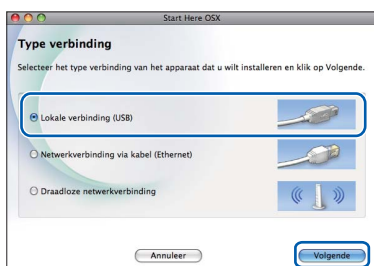 Start Here OSX
Type verbinding
Selecteer het type verbinding van het apparaat dat u wilt installeren en klik op Volgende.
Lokale verbinding (USB)
Netwerkverbinding via kabel (Ethernet)
Draadloze netwerkverbinding
Annuleer
Volgende